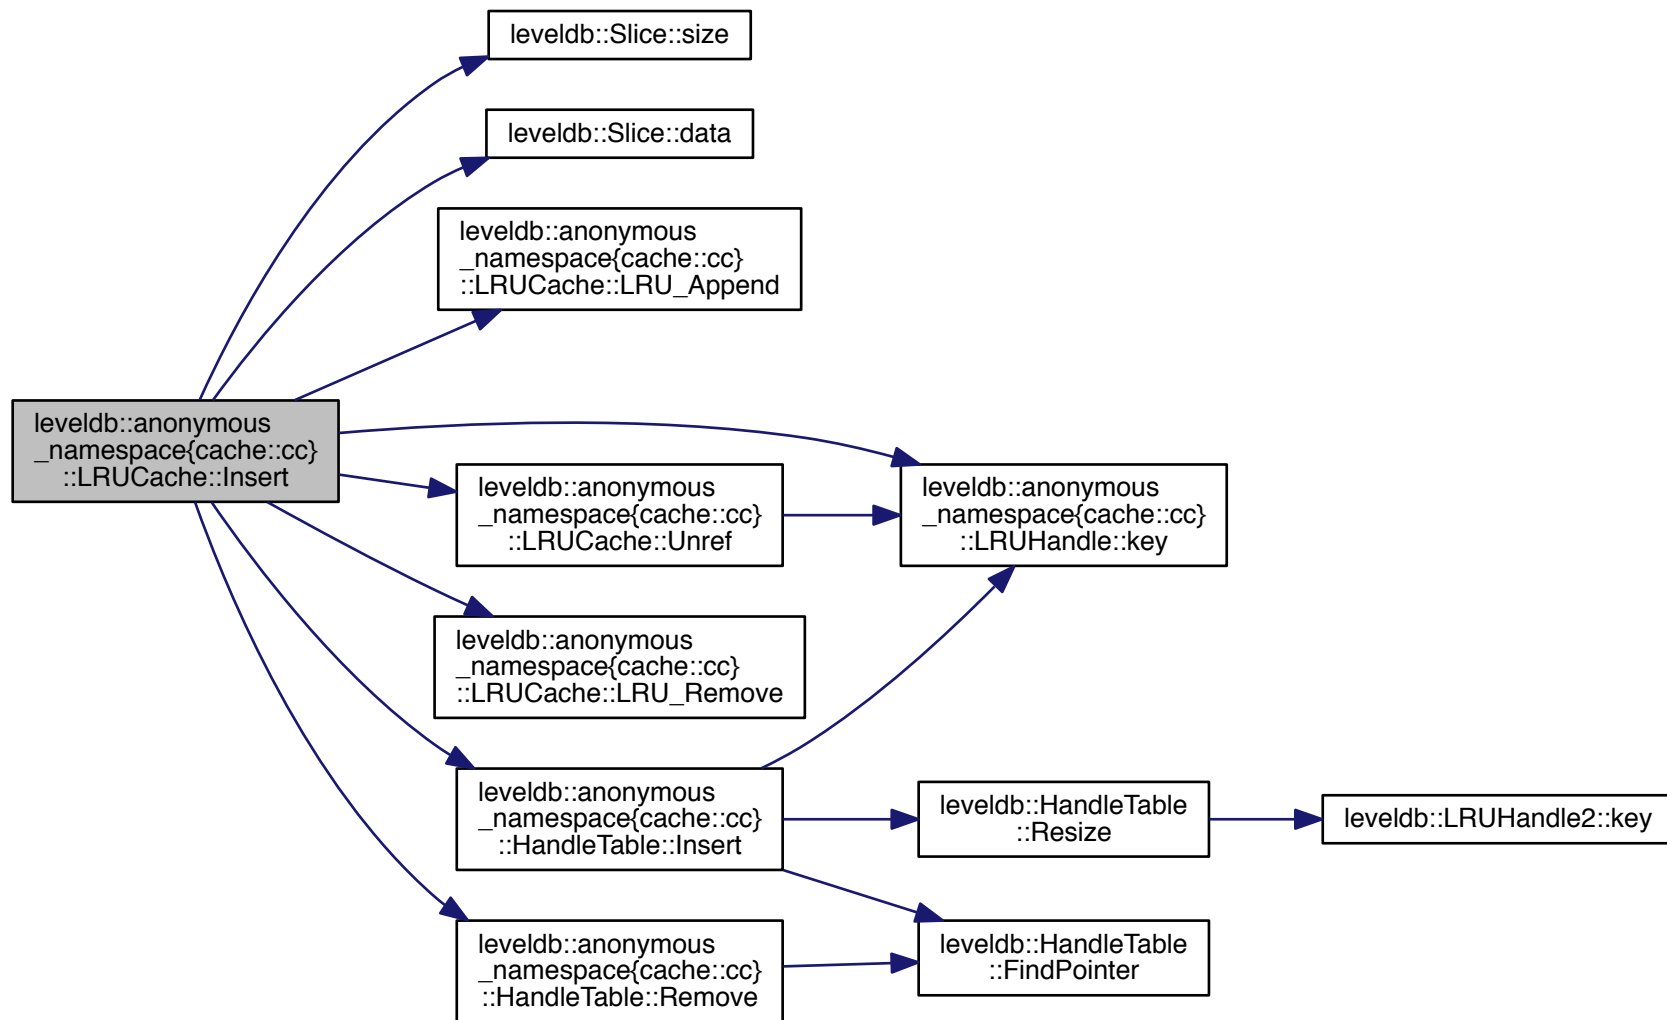 leveldb::Slice::size
leveldb::Slice::data
leveldb::anonymous
_namespace{cache::cc}
::LRUCache::LRU_Append
leveldb::anonymous
_namespace{cache::cc}
::LRUCache::Insert
leveldb::anonymous
_namespace{cache::cc}
::LRUCache::Unref
leveldb::anonymous
_namespace{cache::cc}
::LRUHandle::key
leveldb::anonymous
_namespace{cache::cc}
::LRUCache::LRU_Remove
leveldb::anonymous
_namespace{cache::cc}
::HandleTable::Insert
leveldb::HandleTable
::Resize
leveldb::LRUHandle2::key
leveldb::anonymous
_namespace{cache::cc}
::HandleTable::Remove
leveldb::HandleTable
::FindPointer